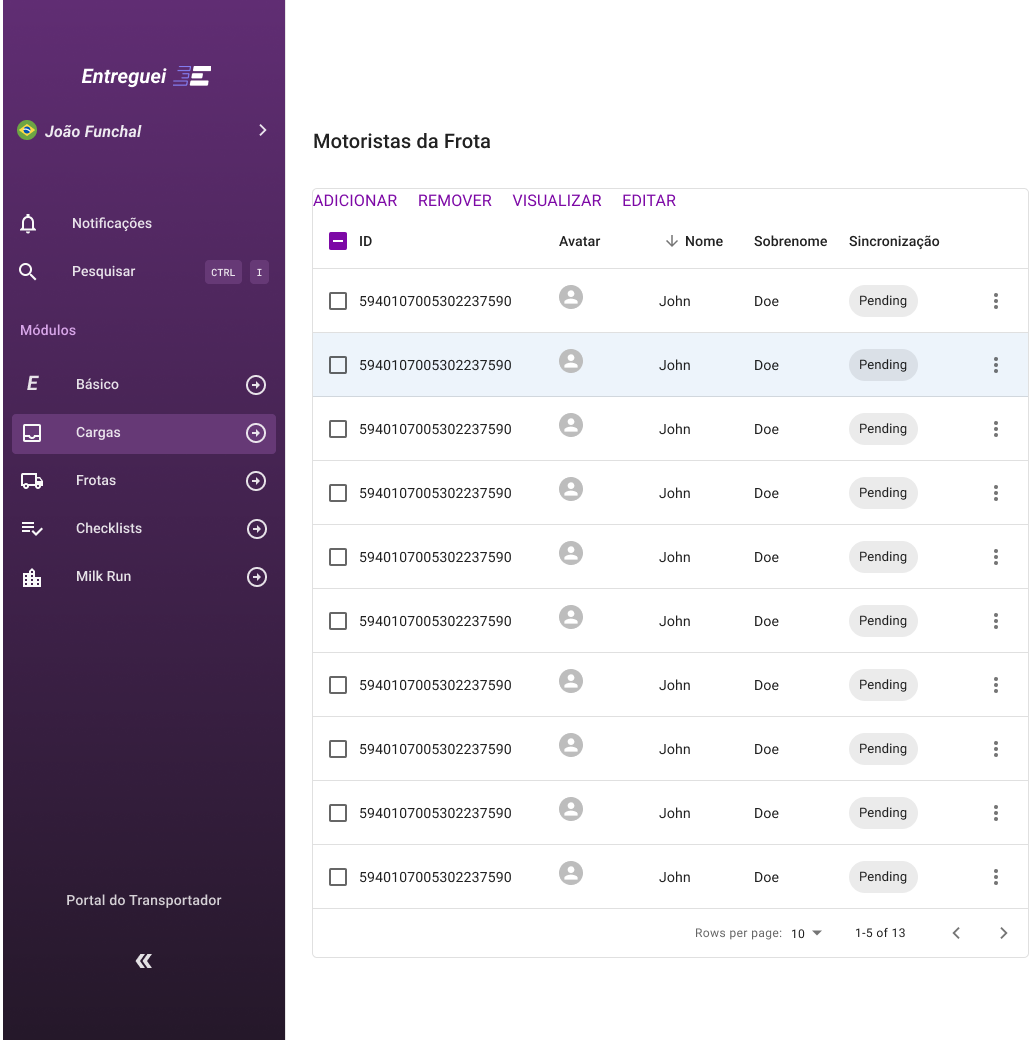 Entreguei
João Funchal
Notificações
Pesquisar CTRL I
Módulos
E Básico
Cargas
Frotas
Checklists
Milk Run
Portal do Transportador
Motoristas da Frota
ADICIONAR REMOVER VISUALIZAR EDITAR
ID Avatar Nome Sobrenome Sincronização
5940107005302237590 John Doe Pending
5940107005302237590 John Doe Pending
5940107005302237590 John Doe Pending
5940107005302237590 John Doe Pending
5940107005302237590 John Doe Pending
5940107005302237590 John Doe Pending
5940107005302237590 John Doe Pending
5940107005302237590 John Doe Pending
5940107005302237590 John Doe Pending
5940107005302237590 John Doe Pending
Rows per page: 10 1-5 of 13